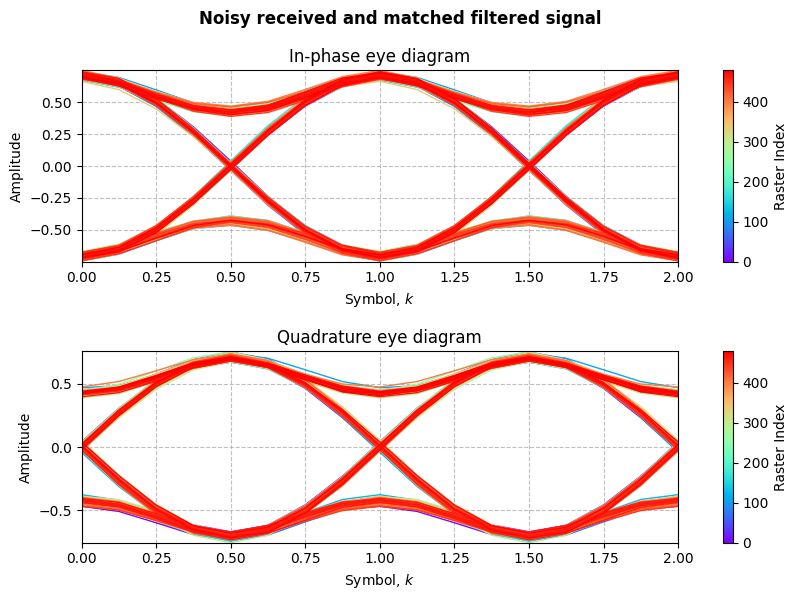 Noisy received and matched filtered signal
In-phase eye diagram
Amplitude
0.50
0.25
0.00
−0.25
−0.50
0.00 0.25 0.50 0.75 1.00 1.25 1.50 1.75 2.00
Symbol, k
400
300
200
100
0
Raster Index
Quadrature eye diagram
Amplitude
0.5
0.0
−0.5
0.00 0.25 0.50 0.75 1.00 1.25 1.50 1.75 2.00
Symbol, k
400
300
200
100
0
Raster Index